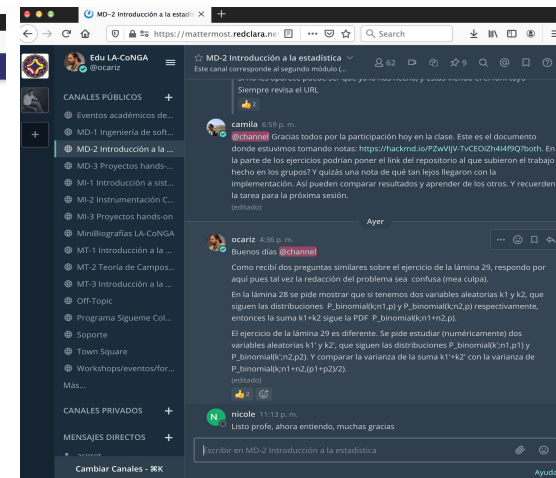 MD-2 Introducción a la estadís
https://mattermost.redclara.net
Search
Edu LA-CoNGA
@ocariz
CANALES PÚBLICOS
Eventos académicos de...
MD-1 Ingeniería de soft...
MD-2 Introducción a la ...
MD-3 Proyectos hands-...
MI-1 Introducción a sist...
MI-2 Instrumentación C...
MI-3 Proyectos hands-on
MiniBiografías LA-CoNGA
MT-1 Introducción a la ...
MT-2 Teoría de Campos...
MT-3 Introducción a la ...
Off-Topic
Programa Sígueme Col...
Soporte
Town Square
Workshops/eventos/for...
Más...
CANALES PRIVADOS
MENSAJES DIRECTOS
Cambiar Canales - ⌘K
MD-2 Introducción a la estadística
Este canal corresponde al segundo módulo (...
62
9
Siempre revisa el URL
2
camila 6:59 p. m.
@channel Gracias todos por la participación hoy en la clase. Este es el documento
donde estuvimos tomando notas: https://hackmd.io/PZwVIjV-TvCEOiZh4I4f9Q?both. En
la parte de los ejercicios podrían poner el link del repositorio al que subieron el trabajo
hecho en los grupos? Y quizás una nota de qué tan lejos llegaron con la
implementación. Así pueden comparar resultados y aprender de los otros. Y recuerden
la tarea para la próxima sesión.
(editado)
Ayer
ocariz 4:36 p. m.
Buenos días @channel
Como recibí dos preguntas similares sobre el ejercicio de la lámina 29, respondo por
aquí pues tal vez la redacción del problema sea confusa (mea culpa).
En la lámina 28 se pide mostrar que si tenemos dos variables aleatorias k1 y k2, que
siguen las distribuciones P_binomial(k;n1,p) y P_binomial(k;n2,p) respectivamente,
entonces la suma k1+k2 sigue la PDF P_binomial(k;n1+n2,p).
El ejercicio de la lámina 29 es diferente. Se pide estudiar (numéricamente) dos
variables aleatorias k1' y k2', que siguen las distribuciones P_binomial(k';n1,p1) y
P_binomial(k';n2,p2). Y comparar la varianza de la suma k1'+k2' con la varianza de
P_binomial(k;n1+n2,(p1+p2)/2).
(editado)
2
nicole 11:13 p. m.
Listo profe, ahora entiendo, muchas gracias
Escribir en MD-2 Introducción a la estadística
Ayuda